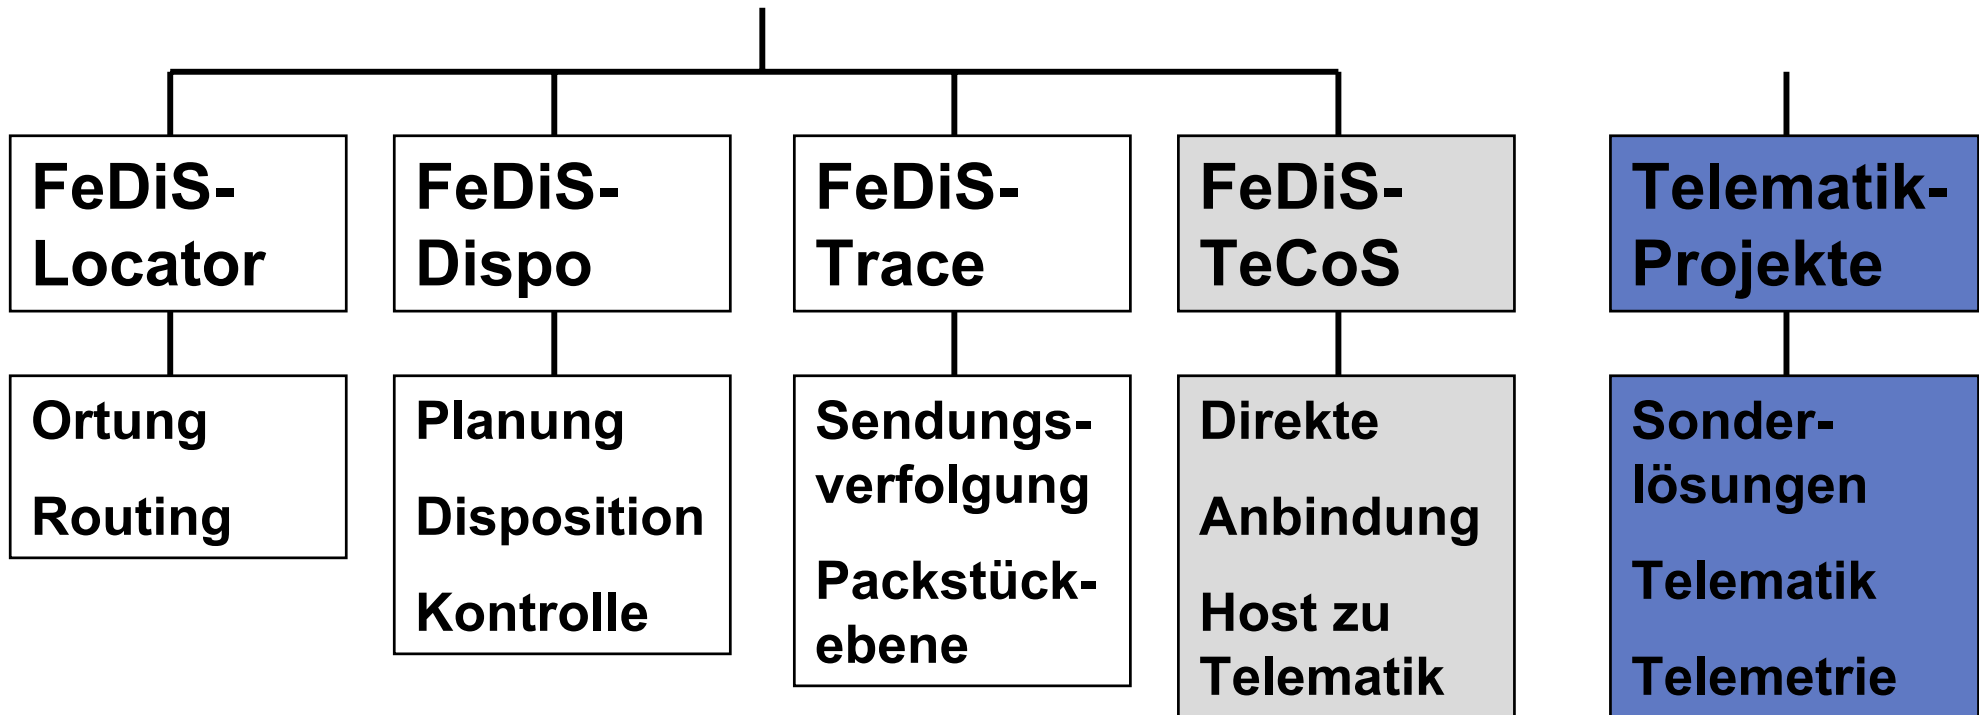 FeDiS-
Locator
FeDiS-
Dispo
FeDiS-
Trace
FeDiS-
TeCoS
Telematik-
Projekte
Ortung
Routing
Planung
Disposition
Kontrolle
Sendungs-
verfolgung
Packstück-
ebene
Direkte
Anbindung
Host zu
Telematik
Sonder-
lösungen
Telematik
Telemetrie